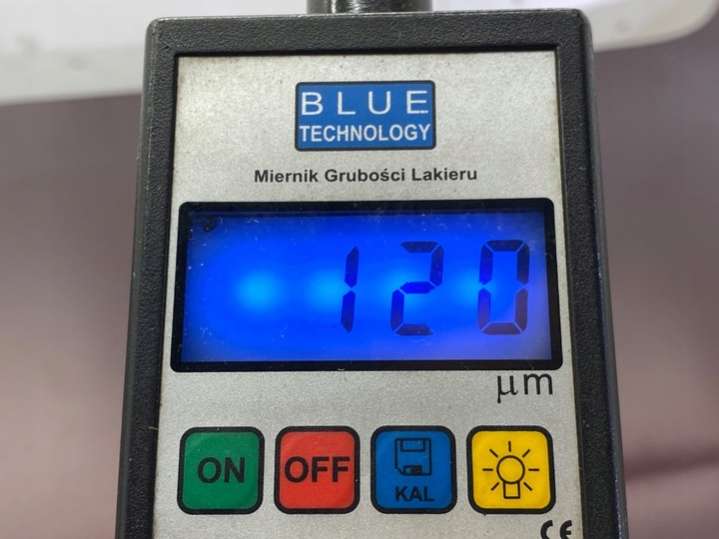 BLUE
TECHNOLOGY
Miernik Grubości Lakieru
120
μm
ON
OFF
KAL
CE